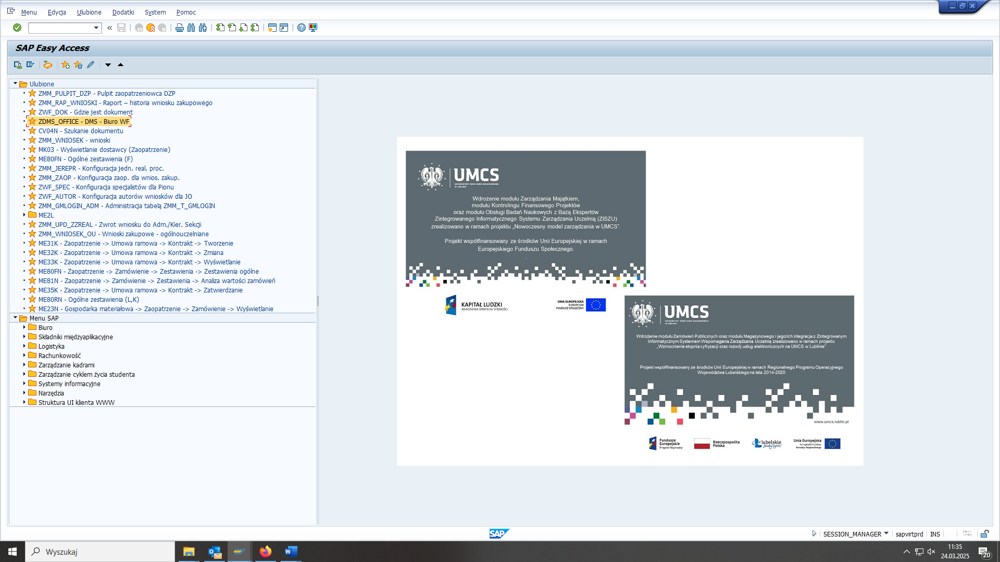 Menu Edycja Ulubione Dodatki System Pomoc
SAP Easy Access
Ulubione
ZMM_PULPIT_DZP - Pulpit zaopatrzeniowca DZP
ZMM_RAP_WNIOSKI - Raport – historia wniosku zakupowego
ZWF_DOK - Gdzie jest dokument
ZDMS_OFFICE - DMS - Biuro WF
CV04N - Szukanie dokumentu
ZMM_WNIOSEK - wnioski
MK03 - Wyświetlanie dostawcy (Zaopatrzenie)
ME80FN - Ogólne zestawienia (F)
ZMM_JEREPR - Konfiguracja jedn. real. proc.
ZMM_ZAOP - Konfiguracja zaop. dla wnios. zakup.
ZWF_SPEC - Konfiguracja specjalistów dla Pionu
ZWF_AUTOR - Konfiguracja autorów wniosków dla JO
ZMM_GMLOGIN_ADM - Administracja tabelą ZMM_T_GMLOGIN
ME2L
ZMM_UPD_ZZREAL - Zwrot wniosku do Adm./Kier. Sekcji
ZMM_WNIOSEK_OU - Wnioski zakupowe - ogólnouczelniane
ME31K - Zaopatrzenie -> Umowa ramowa -> Kontrakt -> Tworzenie
ME32K - Zaopatrzenie -> Umowa ramowa -> Kontrakt -> Zmiana
ME33K - Zaopatrzenie -> Umowa ramowa -> Kontrakt -> Wyświetlanie
ME80FN - Zaopatrzenie -> Zamówienie -> Zestawienia -> Zestawienia ogólne
ME81N - Zaopatrzenie -> Zamówienie -> Zestawienia -> Analiza wartości zamówień
ME35K - Zaopatrzenie -> Umowa ramowa -> Kontrakt -> Zatwierdzanie
ME80RN - Ogólne zestawienia (L,K)
ME23N - Gospodarka materiałowa -> Zaopatrzenie -> Zamówienie -> Wyświetlanie
Menu SAP
Biuro
Składniki międzyaplikacyjne
Logistyka
Rachunkowość
Zarządzanie kadrami
Zarządzanie cyklem życia studenta
Systemy informacyjne
Narzędzia
Struktura UI klienta WWW
UMCS
UNIWERSYTET MARII CURIE-SKŁODOWSKIEJ
W LUBLINIE
Wdrożenie modułu Zarządzania Majątkiem,
modułu Kontrolingu Finansowego Projektów
oraz modułu Obsługi Badań Naukowych z Bazą Ekspertów
Zintegrowanego Informatycznego Systemu Zarządzania Uczelnią (ZISZU)
zrealizowano w ramach projektu „Nowoczesny model zarządzania w UMCS”.
Projekt współfinansowany ze środków Unii Europejskiej w ramach
Europejskiego Funduszu Społecznego.
.
KAPITAŁ LUDZKI
NARODOWA STRATEGIA SPÓJNOŚCI
UNIA EUROPEJSKA
EUROPEJSKI
FUNDUSZ SPOŁECZNY
UMCS
UNIWERSYTET MARII CURIE-SKŁODOWSKIEJ
W LUBLINIE
Wdrożenie modułu Zamówień Publicznych oraz modułu Magazynowego i jego/ich integracja z Zintegrowanym
Informatycznym Systemem Wspomagania Zarządzania Uczelnią zrealizowano w ramach projektu
„Wzmocnienie stopnia cyfryzacji oraz rozwój usług elektronicznych na UMCS w Lublinie”
Projekt współfinansowany ze środków Unii Europejskiej w ramach Regionalnego Programu Operacyjnego
Województwa Lubelskiego na lata 2014-2020
www.umcs.lublin.pl
Fundusze
Europejskie
Program Regionalny
Rzeczpospolita
Polska
lubelskie
Smakuj życie!
Unia Europejska
Europejski Fundusz
Rozwoju Regionalnego
SAP
SESSION_MANAGER sapvirtprd INS
Wyszukaj
11:35
24.03.2025
20